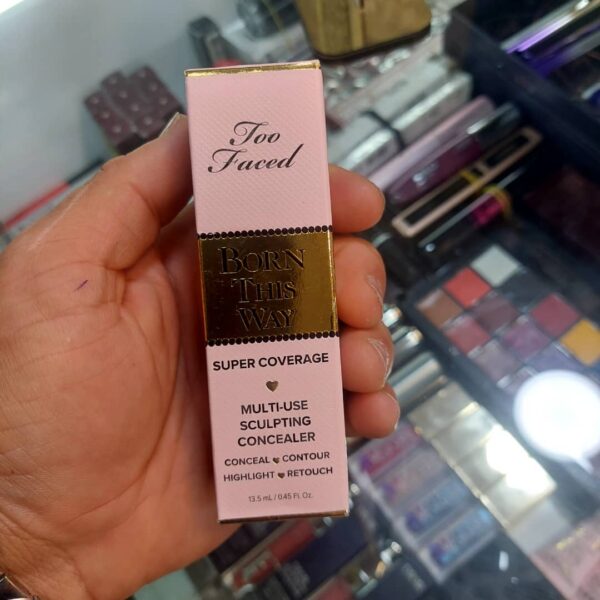 Too
Faced
BORN
THIS
WAY
SUPER COVERAGE
MULTI-USE
SCULPTING
CONCEALER
CONCEAL ♥ CONTOUR
HIGHLIGHT ♥ RETOUCH
13.5 mL / 0.45 Fl. Oz.